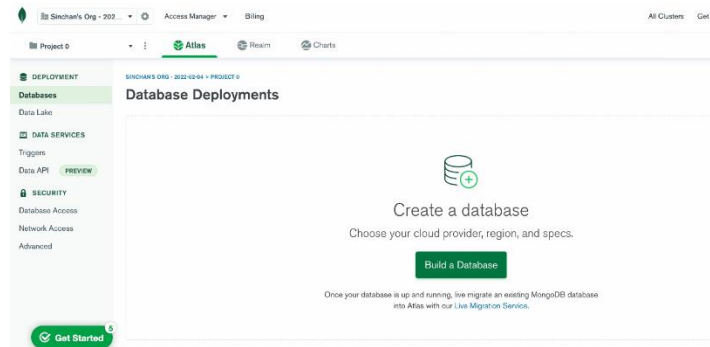 Sinchan's Org - 202... Access Manager Billing All Clusters Get
Project 0 Atlas Realm Charts
DEPLOYMENT
Databases
Data Lake
DATA SERVICES
Triggers
Data API PREVIEW
SECURITY
Database Access
Network Access
Advanced
Get Started 5
SINCHAN'S ORG - 2022-02-04 > PROJECT 0
Database Deployments
Create a database
Choose your cloud provider, region, and specs.
Build a Database
Once your database is up and running, live migrate an existing MongoDB database
into Atlas with our Live Migration Service.